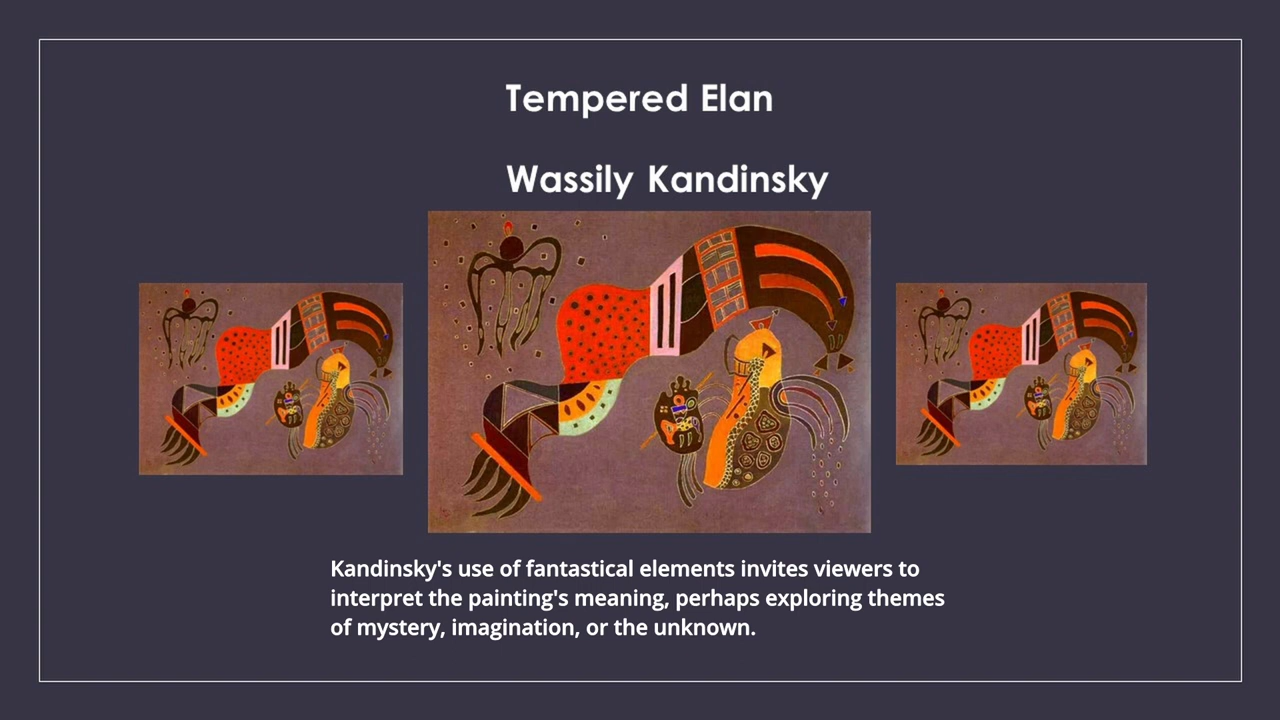 Tempered Elan
Wassily Kandinsky
Kandinsky's use of fantastical elements invites viewers to
interpret the painting's meaning, perhaps exploring themes
of mystery, imagination, or the unknown.